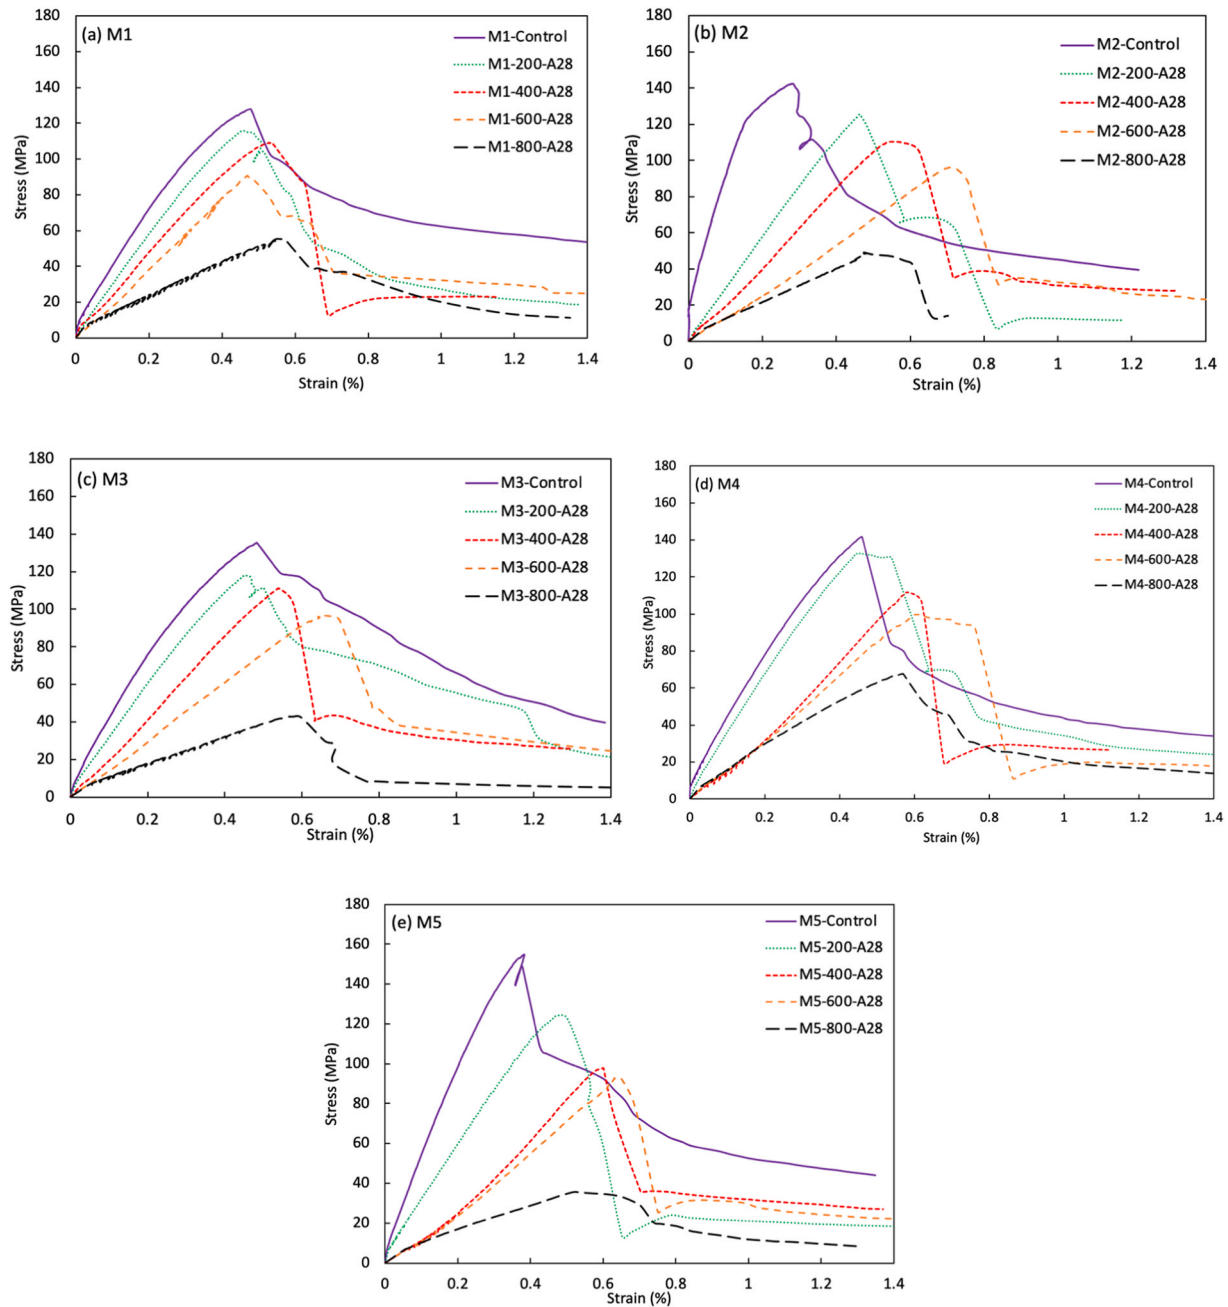 (a) M1
M1-Control
M1-200-A28
M1-400-A28
M1-600-A28
M1-800-A28
180
160
140
120
100
80
60
40
20
0
Stress (MPa)
0
0.2
0.4
0.6
0.8
1
1.2
1.4
Strain (%)
(b) M2
M2-Control
M2-200-A28
M2-400-A28
M2-600-A28
M2-800-A28
180
160
140
120
100
80
60
40
20
0
Stress (MPa)
0
0.2
0.4
0.6
0.8
1
1.2
1.4
Strain (%)
(c) M3
M3-Control
M3-200-A28
M3-400-A28
M3-600-A28
M3-800-A28
180
160
140
120
100
80
60
40
20
0
Stress (MPa)
0
0.2
0.4
0.6
0.8
1
1.2
1.4
Strain (%)
(d) M4
M4-Control
M4-200-A28
M4-400-A28
M4-600-A28
M4-800-A28
180
160
140
120
100
80
60
40
20
0
Stress (MPa)
0
0.2
0.4
0.6
0.8
1
1.2
1.4
Strain (%)
(e) M5
M5-Control
M5-200-A28
M5-400-A28
M5-600-A28
M5-800-A28
180
160
140
120
100
80
60
40
20
0
Stress (MPa)
0
0.2
0.4
0.6
0.8
1
1.2
1.4
Strain (%)